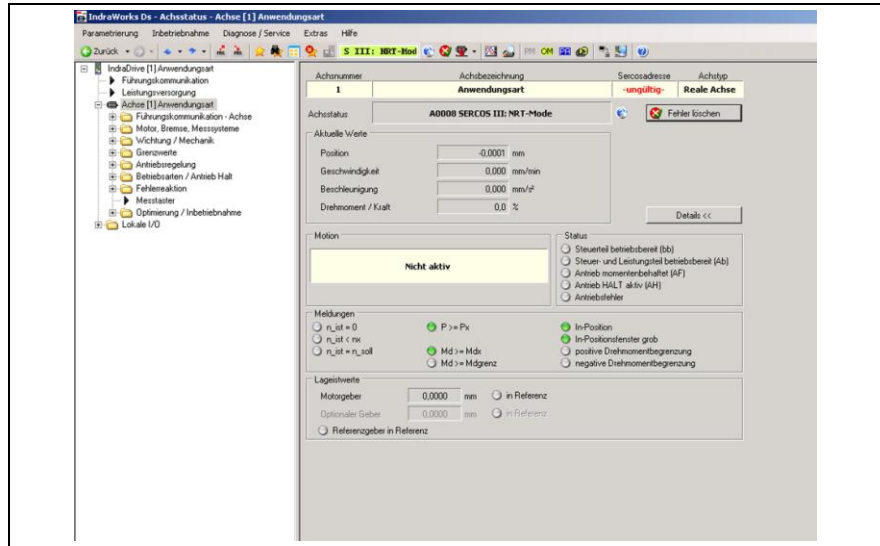 IndraWorks Ds - Achsstatus - Achse [1] Anwendungsart
Parametrierung Inbetriebnahme Diagnose / Service Extras Hilfe
Zurück S III: NRT-Mod PM OM
IndraDrive [1] Anwendungsart
Führungskommunikation
Leistungsversorgung
Achse [1] Anwendungsart
Führungskommunikation - Achse
Motor, Bremse, Messsysteme
Wichtung / Mechanik
Grenzwerte
Antriebsregelung
Betriebsarten / Antrieb Halt
Fehlerreaktion
Messtaster
Optimierung / Inbetriebnahme
Lokale I/O
Achsnummer Achsbezeichnung Sercosadresse Achstyp
1 Anwendungsart -ungültig- Reale Achse
Achsstatus A0008 SERCOS III: NRT-Mode Fehler löschen
Aktuelle Werte
Position -0,0001 mm
Geschwindigkeit 0,000 mm/min
Beschleunigung 0,000 mm/s²
Drehmoment / Kraft 0,0 %
Details <<
Motion
Nicht aktiv
Status
Steuerteil betriebsbereit (bb)
Steuer- und Leistungsteil betriebsbereit (Ab)
Antrieb momentenbehaftet (AF)
Antrieb HALT aktiv (AH)
Antriebsfehler
Meldungen
n_ist = 0 P >= Px In-Position
n_ist < nx In-Positionsfenster grob
n_ist = n_soll Md >= Mdx positive Drehmomentbegrenzung
Md >= Mdgrenz negative Drehmomentbegrenzung
Lageistwerte
Motorgeber 0,0000 mm in Referenz
Optionaler Geber 0,0000 mm in Referenz
Referenzgeber in Referenz